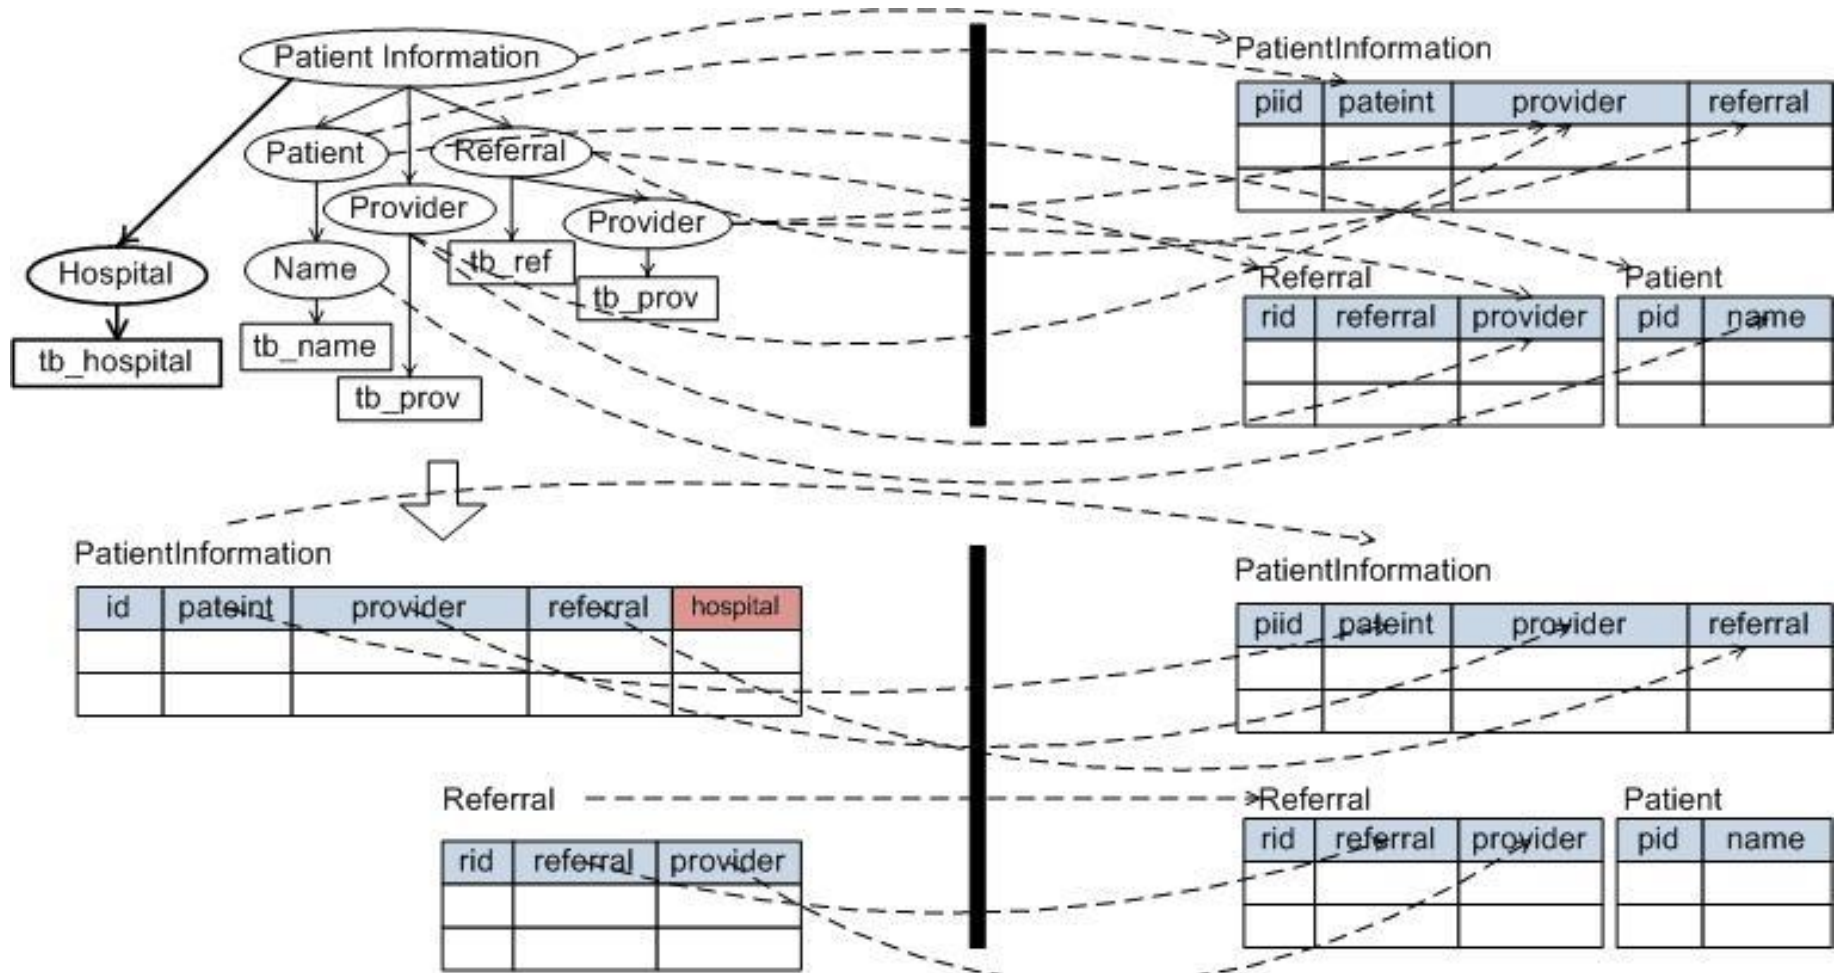 Patient Information
Patient
Referral
Provider
Provider
Hospital
Name
tb_ref
tb_prov
tb_name
tb_hospital
tb_prov
PatientInformation
piid pateint provider referral
Referral
rid referral provider
Patient
pid name
PatientInformation
id pateint provider referral hospital
Referral
rid referral provider
PatientInformation
piid pateint provider referral
Referral
rid referral provider
Patient
pid name